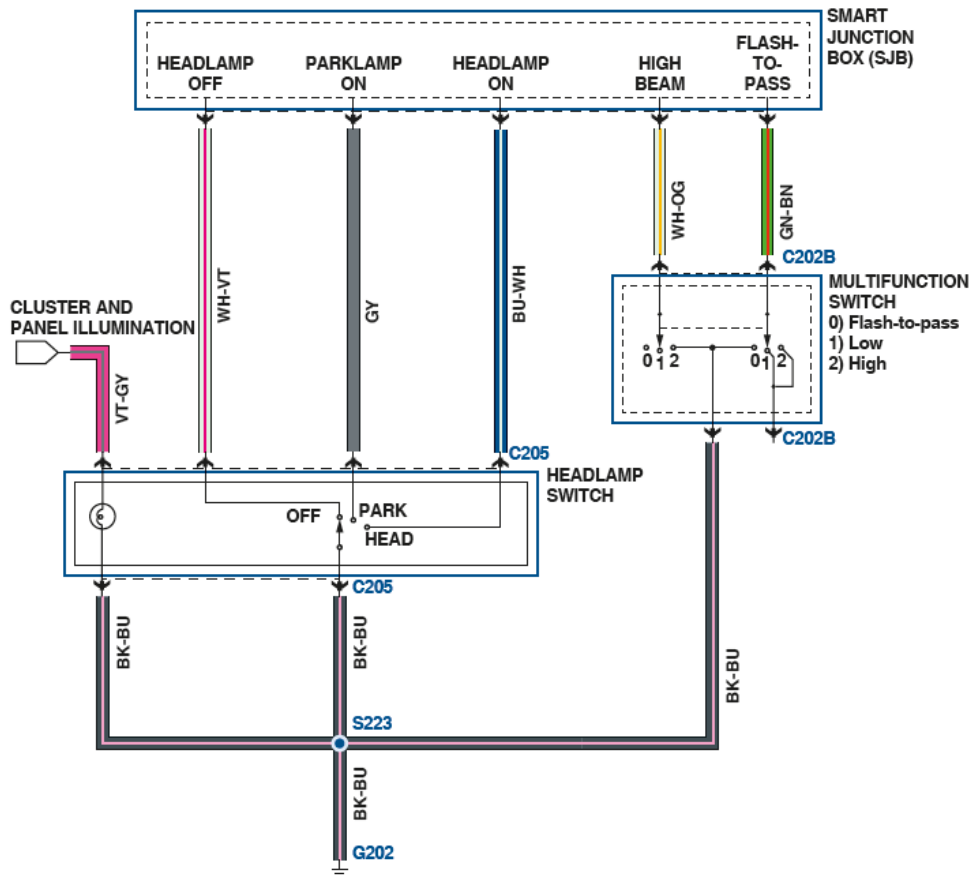 SMART
JUNCTION
BOX (SJB)
HEADLAMP
OFF
PARKLAMP
ON
HEADLAMP
ON
HIGH
BEAM
FLASH-
TO-
PASS
WH-VT
GY
BU-WH
WH-OG
GN-BN
C202B
MULTIFUNCTION
SWITCH
0) Flash-to-pass
1) Low
2) High
0 1 2
0 1 2
C202B
CLUSTER AND
PANEL ILLUMINATION
VT-GY
C205
HEADLAMP
SWITCH
OFF
PARK
HEAD
C205
BK-BU
BK-BU
BK-BU
S223
BK-BU
G202